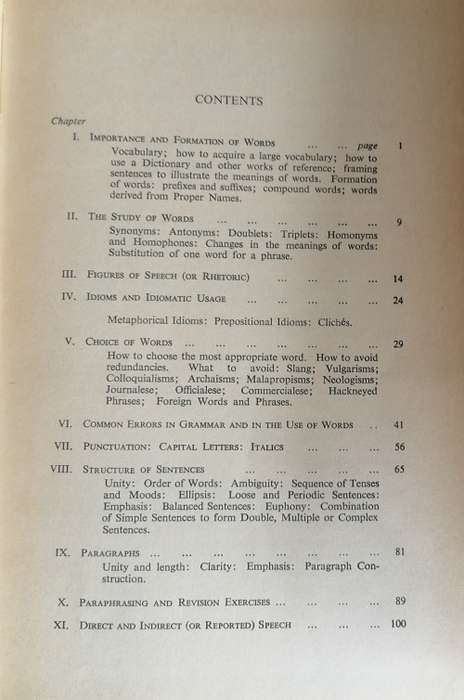 CONTENTS
Chapter
I. IMPORTANCE AND FORMATION OF WORDS ... ... page 1
Vocabulary; how to acquire a large vocabulary; how to
use a Dictionary and other works of reference; framing
sentences to illustrate the meanings of words. Formation
of words: prefixes and suffixes; compound words; words
derived from Proper Names.
II. THE STUDY OF WORDS ... ... ... ... ... ... 9
Synonyms: Antonyms: Doublets: Triplets: Homonyms
and Homophones: Changes in the meanings of words:
Substitution of one word for a phrase.
III. FIGURES OF SPEECH (OR RHETORIC) ... ... ... ... 14
IV. IDIOMS AND IDIOMATIC USAGE ... ... ... ... ... 24
Metaphorical Idioms: Prepositional Idioms: Clichés.
V. CHOICE OF WORDS ... ... ... ... ... ... ... 29
How to choose the most appropriate word. How to avoid
redundancies. What to avoid: Slang; Vulgarisms;
Colloquialisms; Archaisms; Malapropisms; Neologisms;
Journalese; Officialese; Commercialese; Hackneyed
Phrases; Foreign Words and Phrases.
VI. COMMON ERRORS IN GRAMMAR AND IN THE USE OF WORDS .. 41
VII. PUNCTUATION: CAPITAL LETTERS: ITALICS ... ... ... 56
VIII. STRUCTURE OF SENTENCES ... ... ... ... ... 65
Unity: Order of Words: Ambiguity: Sequence of Tenses
and Moods: Ellipsis: Loose and Periodic Sentences:
Emphasis: Balanced Sentences: Euphony: Combination
of Simple Sentences to form Double, Multiple or Complex
Sentences.
IX. PARAGRAPHS ... ... ... ... ... ... ... ... 81
Unity and length: Clarity: Emphasis: Paragraph Con-
struction.
X. PARAPHRASING AND REVISION EXERCISES ... ... ... ... 89
XI. DIRECT AND INDIRECT (OR REPORTED) SPEECH ... ... ... 100